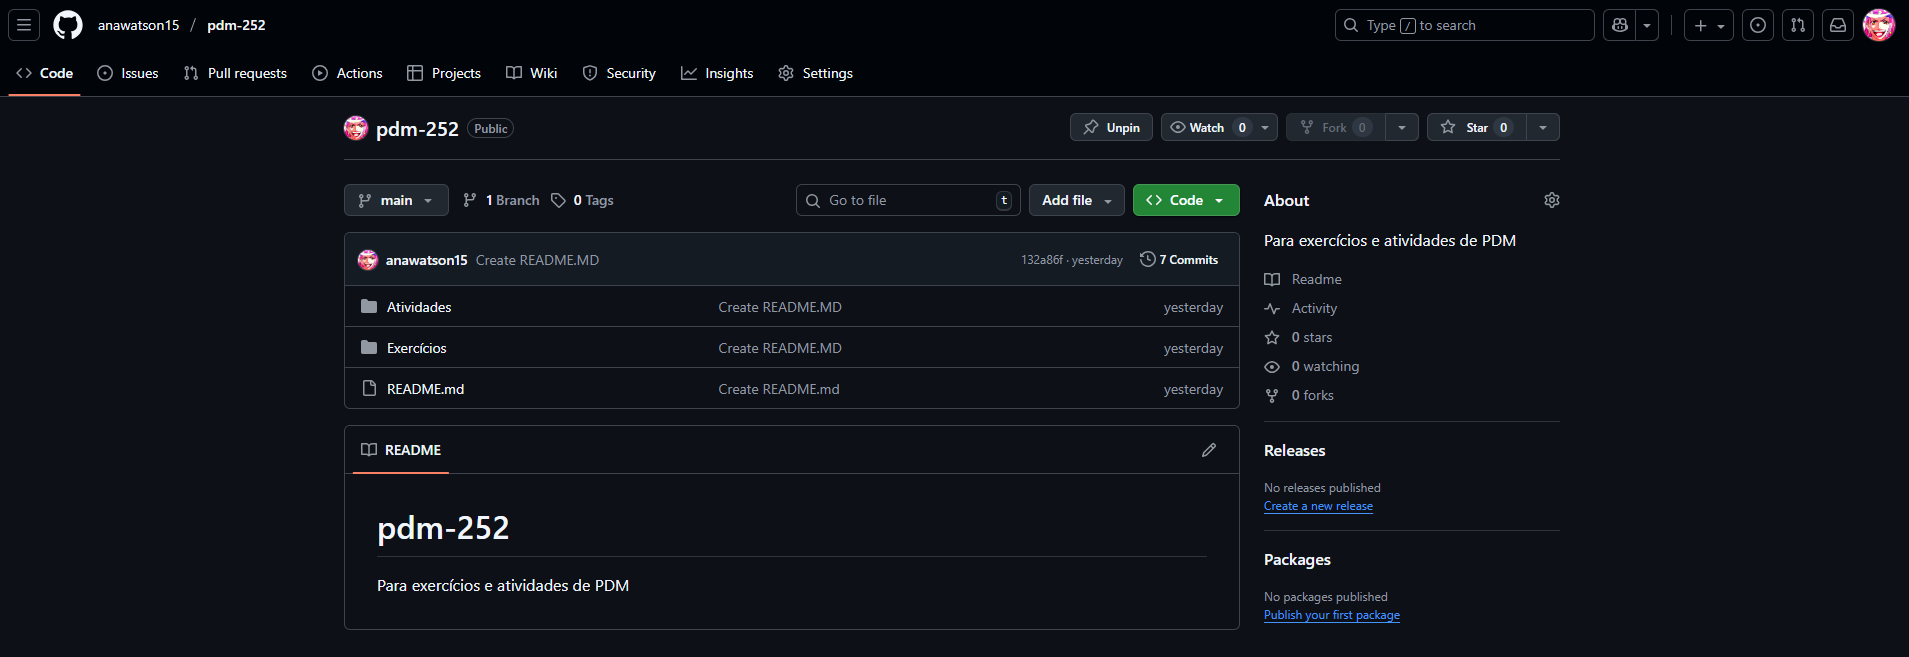 anawatson15 / pdm-252
Type / to search
Code Issues Pull requests Actions Projects Wiki Security Insights Settings
pdm-252 Public
Unpin Watch 0 Fork 0 Star 0
main 1 Branch 0 Tags
Go to file t Add file Code
anawatson15 Create README.MD 132a86f · yesterday 7 Commits
Atividades Create README.MD yesterday
Exercícios Create README.MD yesterday
README.md Create README.md yesterday
README
pdm-252
Para exercícios e atividades de PDM
About
Para exercícios e atividades de PDM
Readme
Activity
0 stars
0 watching
0 forks
Releases
No releases published
Create a new release
Packages
No packages published
Publish your first package